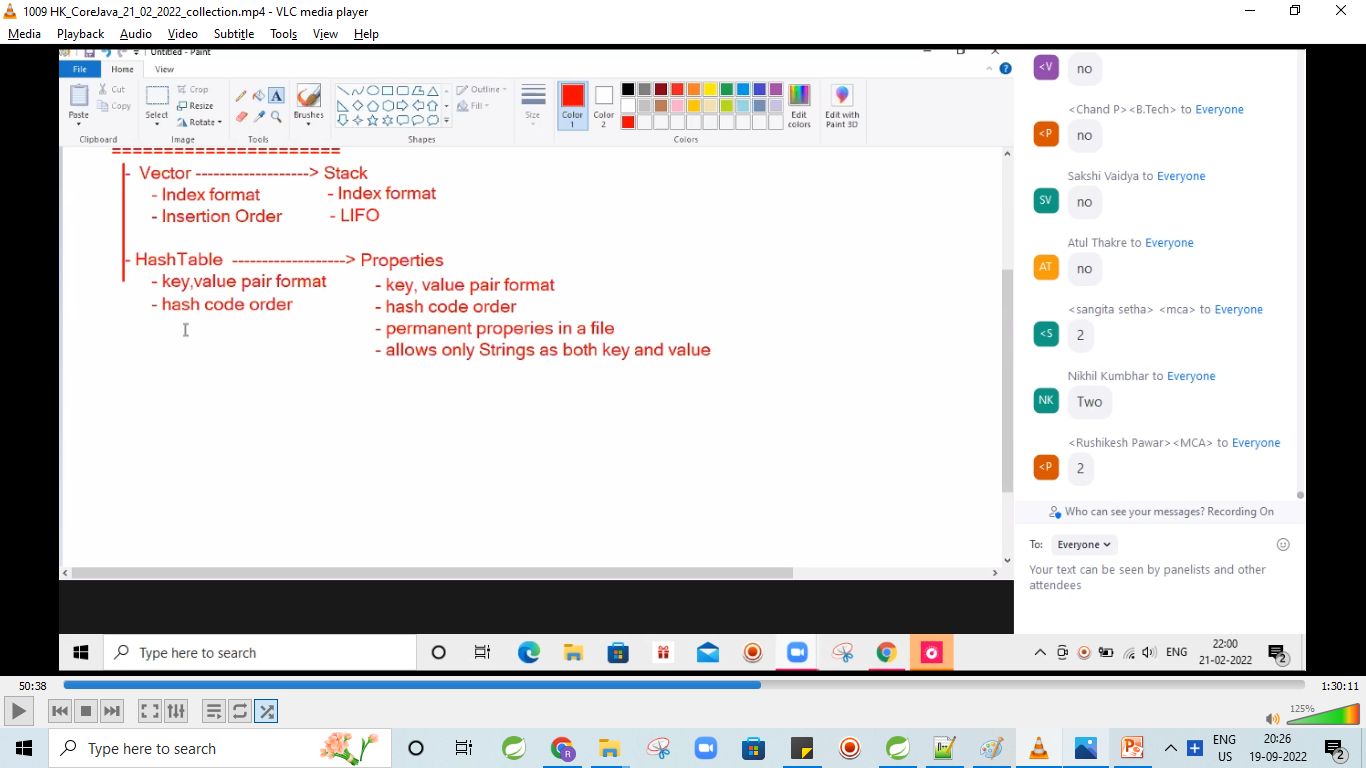 1009 HK_CoreJava_21_02_2022_collection.mp4 - VLC media player
Media Playback Audio Video Subtitle Tools View Help
Untitled - Paint
File Home View
Paste
Cut
Copy
Clipboard
Select
Crop
Resize
Rotate
Image
A
Tools
Brushes
Outline
Fill
Shapes
Size
Color
1
Color
2
Edit
colors
Colors
Edit with
Paint 3D
======================
- Vector -------------------> Stack
- Index format - Index format
- Insertion Order - LIFO
- HashTable -------------------> Properties
- key,value pair format - key, value pair format
- hash code order - hash code order
- permanent properies in a file
- allows only Strings as both key and value
<V no
<Chand P><B.Tech> to Everyone
<P no
Sakshi Vaidya to Everyone
SV no
Atul Thakre to Everyone
AT no
<sangita setha> <mca> to Everyone
<S 2
Nikhil Kumbhar to Everyone
NK Two
<Rushikesh Pawar><MCA> to Everyone
<P 2
Who can see your messages? Recording On
To: Everyone
Your text can be seen by panelists and other
attendees
Type here to search
ENG
22:00
21-02-2022
2
50:38 1:30:11
125%
Type here to search
ENG
US
20:26
19-09-2022
2